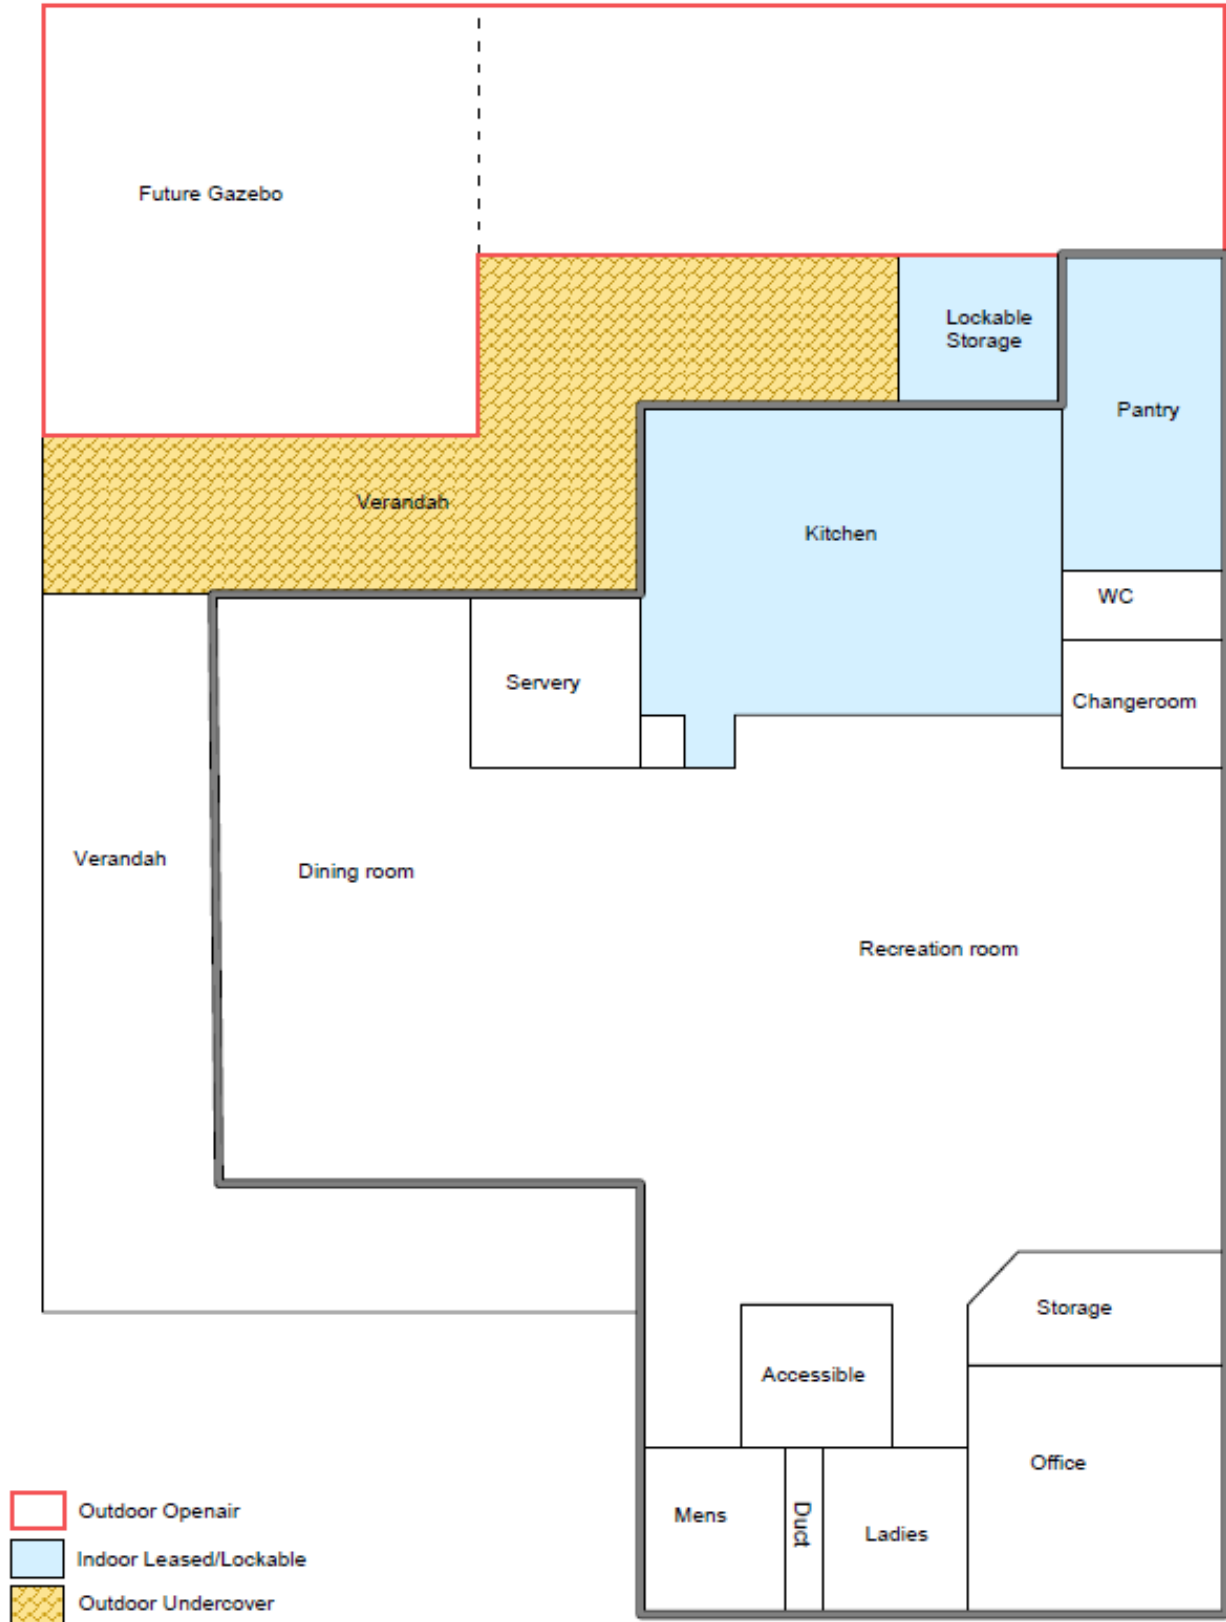 Future Gazebo
Lockable
Storage
Pantry
Verandah
Kitchen
WC
Servery
Changeroom
Verandah
Dining room
Recreation room
Storage
Accessible
Office
Mens
Duct
Ladies
Outdoor Openair
Indoor Leased/Lockable
Outdoor Undercover